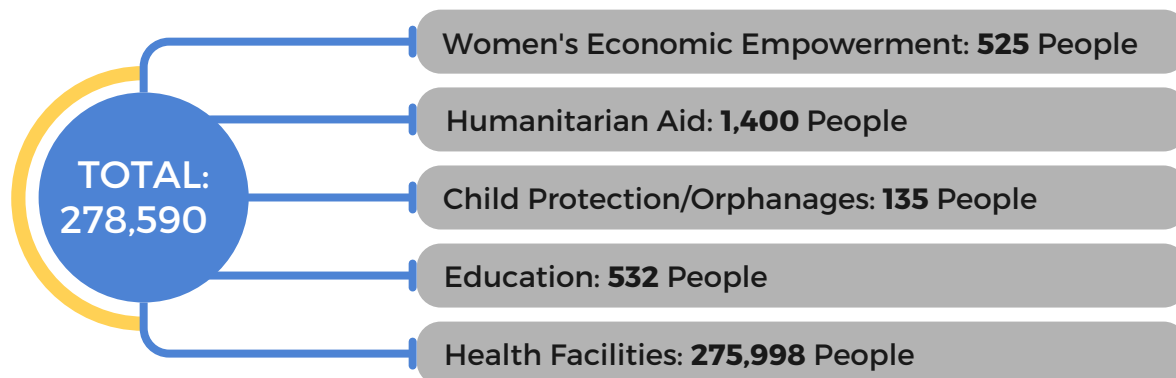 TOTAL:
278,590
Women's Economic Empowerment: 525 People
Humanitarian Aid: 1,400 People
Child Protection/Orphanages: 135 People
Education: 532 People
Health Facilities: 275,998 People